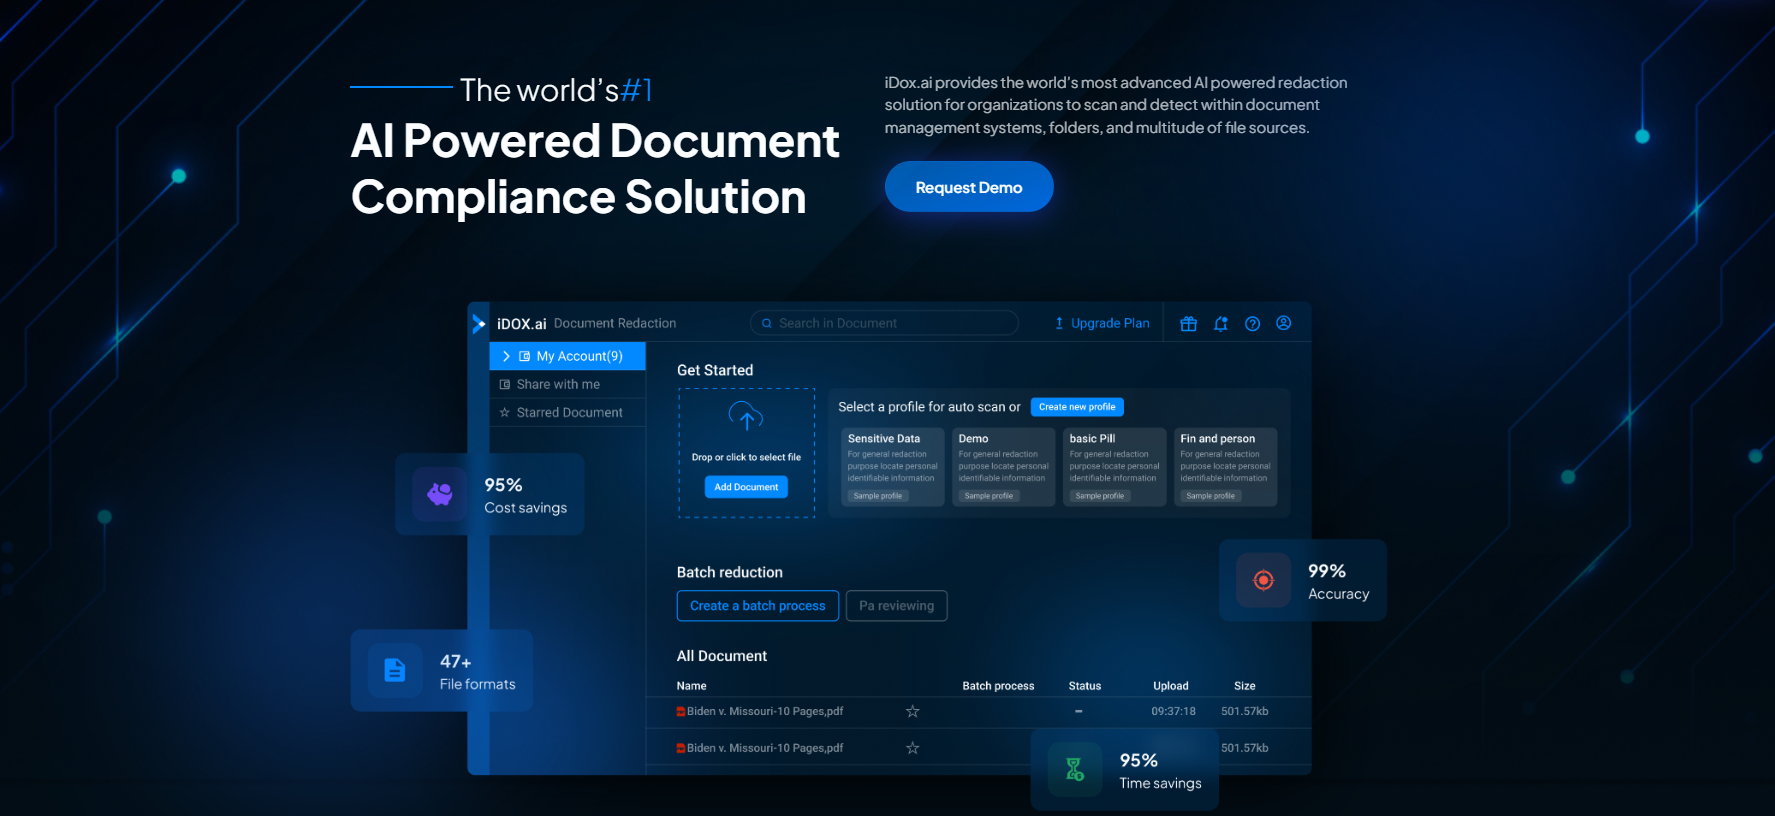 The world's#1
AI Powered Document
Compliance Solution
iDox.ai provides the world's most advanced AI powered redaction
solution for organizations to scan and detect within document
management systems, folders, and multitude of file sources.
Request Demo
iDOX.ai Document Redaction
Search in Document
Upgrade Plan
My Account(9)
Share with me
Starred Document
Get Started
Drop or click to select file
Add Document
Select a profile for auto scan or
Create new profile
Sensitive Data
For general redaction
purpose locate personal
identifiable information
Sample profile
Demo
For general redaction
purpose locate personal
identifiable information
Sample profile
basic Pill
For general redaction
purpose locate personal
identifiable information
Sample profile
Fin and person
For general redaction
purpose locate personal
identifiable information
Sample profile
95%
Cost savings
99%
Accuracy
47+
File formats
Batch reduction
Create a batch process
Pa reviewing
All Document
Name Batch process Status Upload Size
Biden v. Missouri-10 Pages,pdf – 09:37:18 501.57kb
Biden v. Missouri-10 Pages,pdf 501.57kb
95%
Time savings